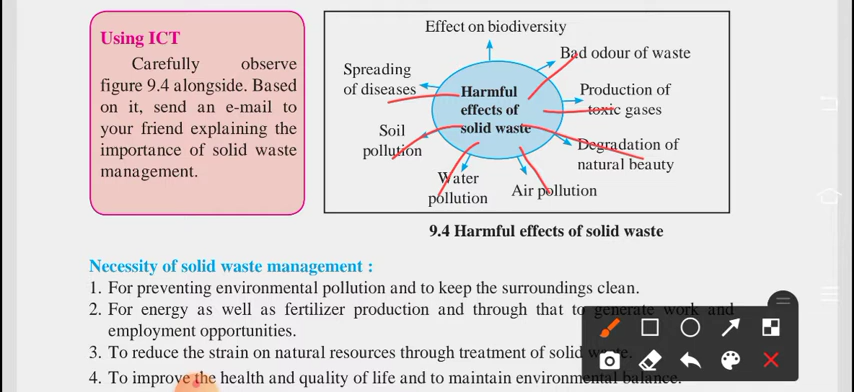 Using ICT
Carefully observe
figure 9.4 alongside. Based
on it, send an e-mail to
your friend explaining the
importance of solid waste
management.
Effect on biodiversity
Bad odour of waste
Spreading
of diseases
Harmful
effects of
solid waste
Production of
toxic gases
Soil
pollution
Degradation of
natural beauty
Water
pollution
Air pollution
9.4 Harmful effects of solid waste
Necessity of solid waste management :
1. For preventing environmental pollution and to keep the surroundings clean.
2. For energy as well as fertilizer production and through that to generate work and
employment opportunities.
3. To reduce the strain on natural resources through treatment of solid waste.
4. To improve the health and quality of life and to maintain environmental balance.